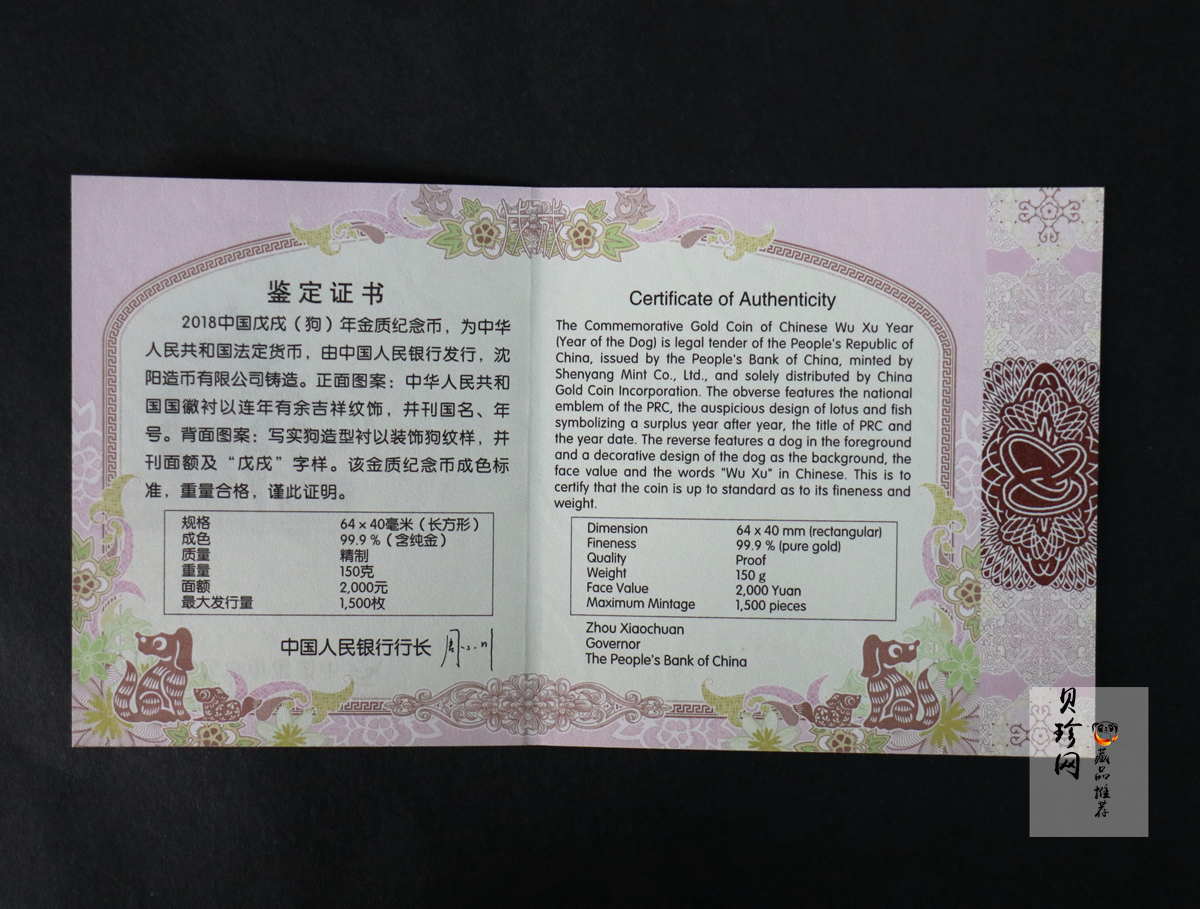 鉴定证书
2018中国戊戌（狗）年金质纪念币，为中华
人民共和国法定货币，由中国人民银行发行，沈
阳造币有限公司铸造。正面图案：中华人民共和
国国徽衬以连年有余吉祥纹饰，并刊国名、年
号。背面图案：写实狗造型衬以装饰狗纹样，并
刊面额及“戊戌”字样。该金质纪念币成色标
准，重量合格，谨此证明。
规格 64 × 40毫米（长方形）
成色 99.9 %（含纯金）
质量 精制
重量 150克
面额 2,000元
最大发行量 1,500枚
中国人民银行行长
Certificate of Authenticity
The Commemorative Gold Coin of Chinese Wu Xu Year
(Year of the Dog) is legal tender of the People's Republic of
China, issued by the People's Bank of China, minted by
Shenyang Mint Co., Ltd., and solely distributed by China
Gold Coin Incorporation. The obverse features the national
emblem of the PRC, the auspicious design of lotus and fish
symbolizing a surplus year after year, the title of PRC and
the year date. The reverse features a dog in the foreground
and a decorative design of the dog as the background, the
face value and the words "Wu Xu" in Chinese. This is to
certify that the coin is up to standard as to its fineness and
weight.
Dimension 64 x 40 mm (rectangular)
Fineness 99.9 % (pure gold)
Quality Proof
Weight 150 g
Face Value 2,000 Yuan
Maximum Mintage 1,500 pieces
Zhou Xiaochuan
Governor
The People's Bank of China
贝珍网
藏品推荐